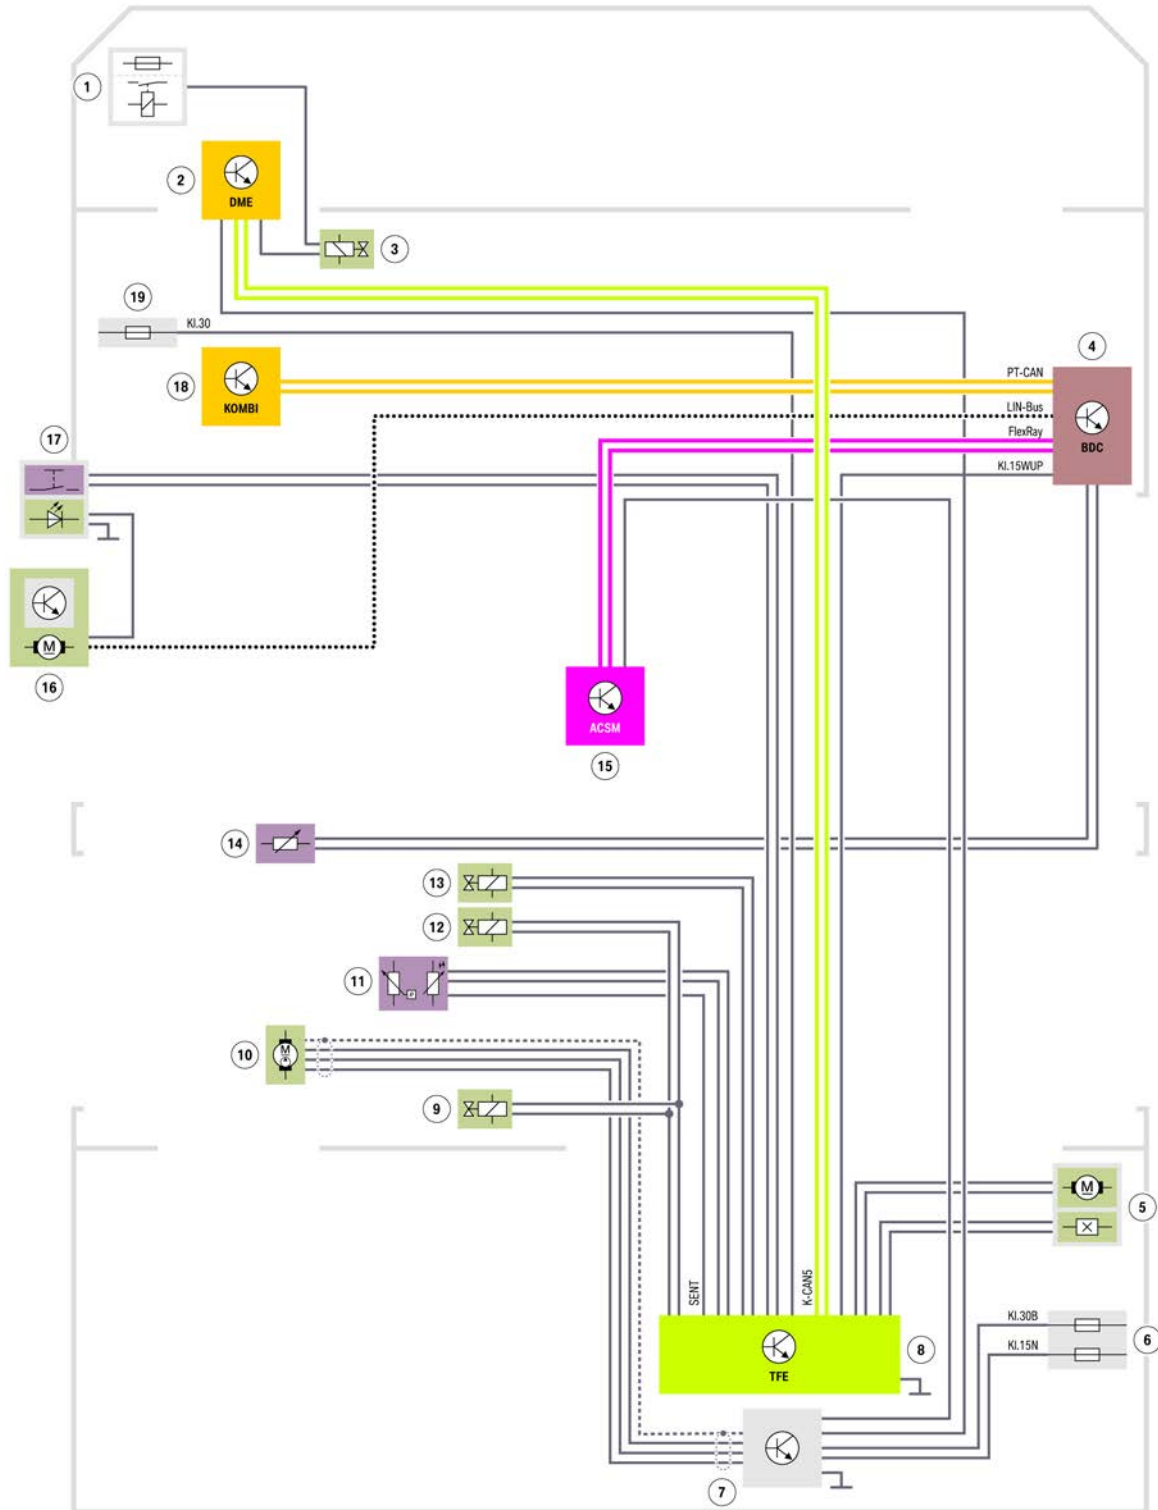 1
2
DME
3
19
Kl.30
4
18
KOMBI
PT-CAN
LIN-Bus
FlexRay
Kl.15WUP
BDC
17
M
16
ACSM
15
14
13
12
11
P
10
M
9
M
5
SENT
K-CAN5
TFE
8
Kl.30B
Kl.15N
6
7